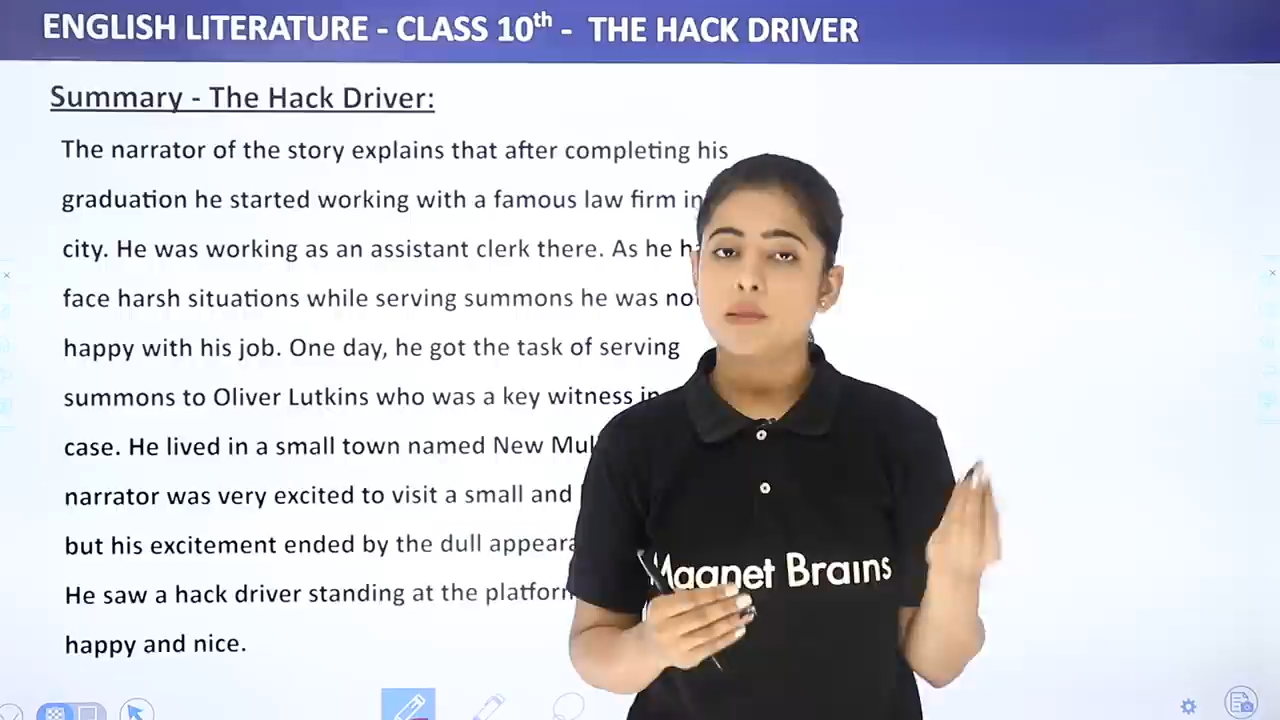 ENGLISH LITERATURE - CLASS 10th - THE HACK DRIVER
Summary - The Hack Driver:
The narrator of the story explains that after completing his
graduation he started working with a famous law firm in
city. He was working as an assistant clerk there. As he
face harsh situations while serving summons he was
happy with his job. One day, he got the task of serving
summons to Oliver Lutkins who was a key witness in
case. He lived in a small town named New
narrator was very excited to visit a small and
but his excitement ended by the dull
He saw a hack driver standing at the
happy and nice.
Magnet Brains